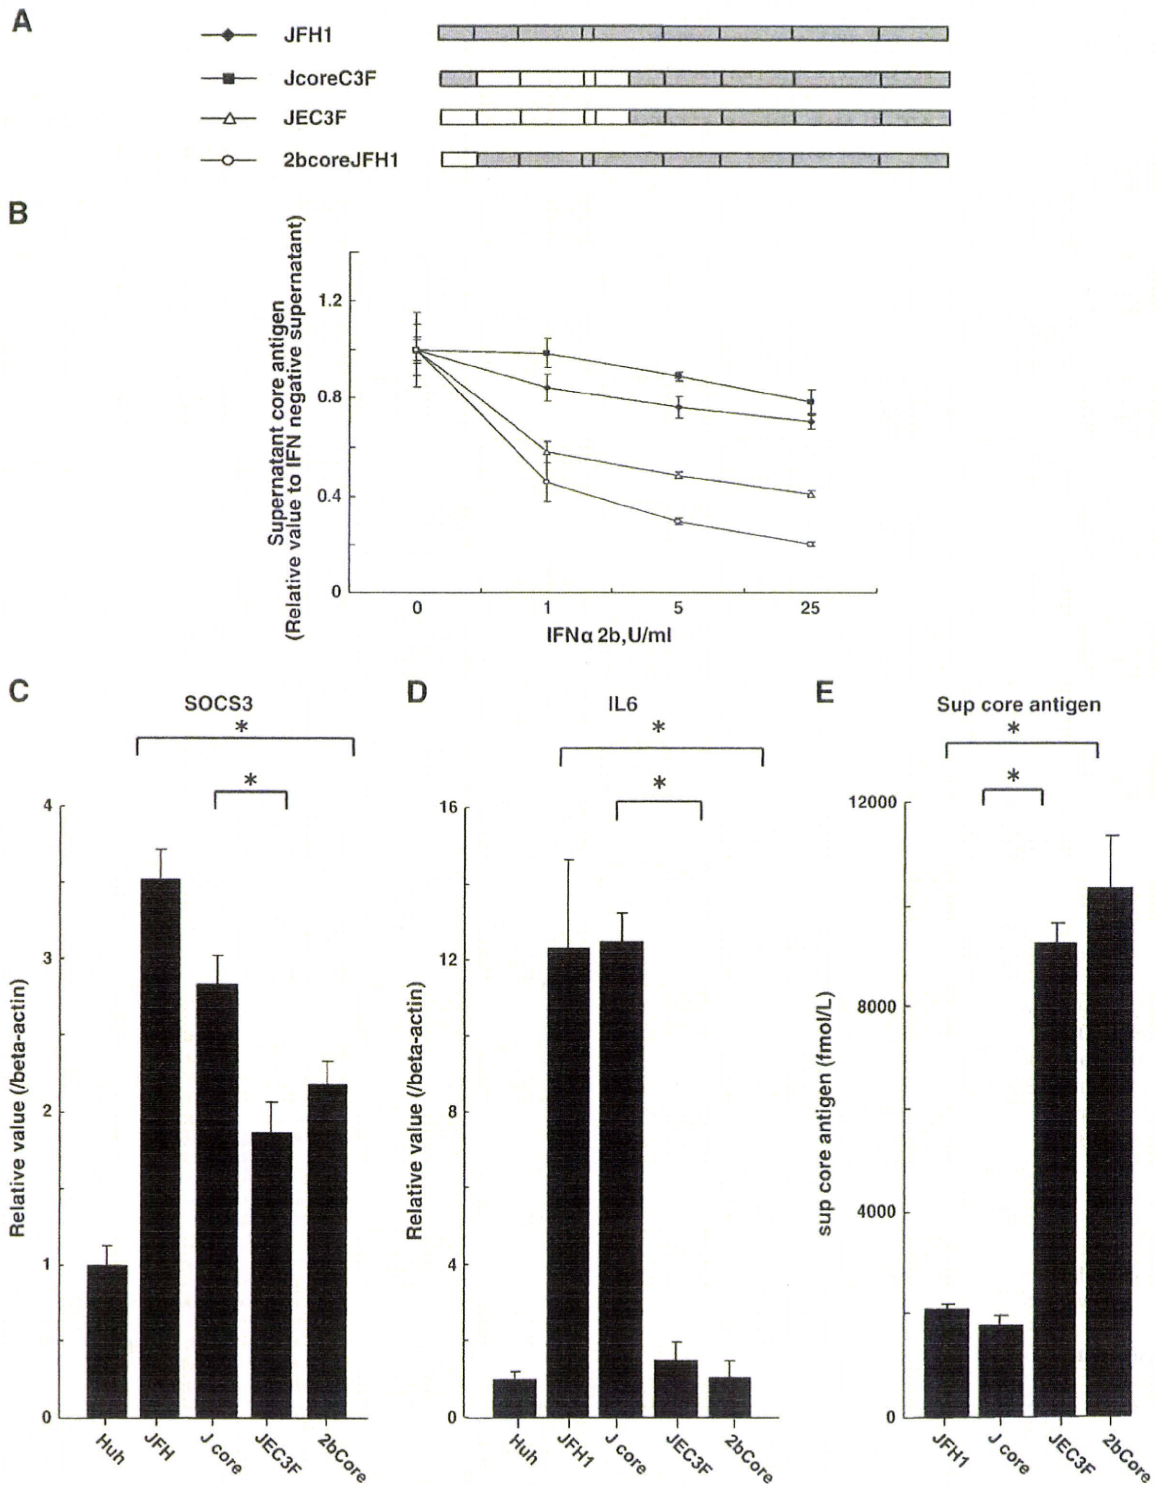 A
JFH1
JcoreC3F
JEC3F
2bcoreJFH1
B
Supernatant core antigen
(Relative value to IFN negative supernatant)
1.2
0.8
0.4
0
0 1 5 25
IFNα 2b,U/ml
C
SOCS3
*
*
Relative value (/beta-actin)
4
3
2
1
0
Huh JFH J core JEC3F 2bCore
D
IL6
*
*
Relative value (/beta-actin)
16
12
8
4
0
Huh JFH1 J core JEC3F 2bCore
E
Sup core antigen
*
*
sup core antigen (fmol/L)
12000
8000
4000
0
JFH1 J core JEC3F 2bCore